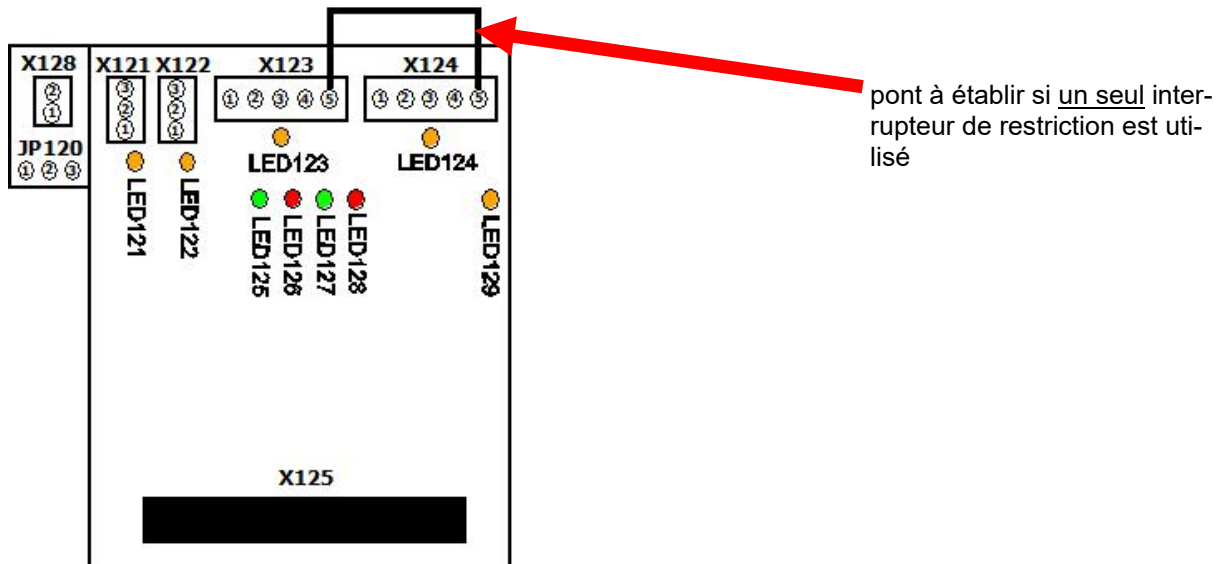 X128
②
①
JP120
① ② ③
X121 X122
③ ③
② ②
① ①
X123
① ② ③ ④ ⑤
X124
① ② ③ ④ ⑤
LED123
LED124
LED121
LED122
LED125
LED126
LED127
LED128
LED129
X125
pont à établir si un seul inter-
rupteur de restriction est uti-
lisé